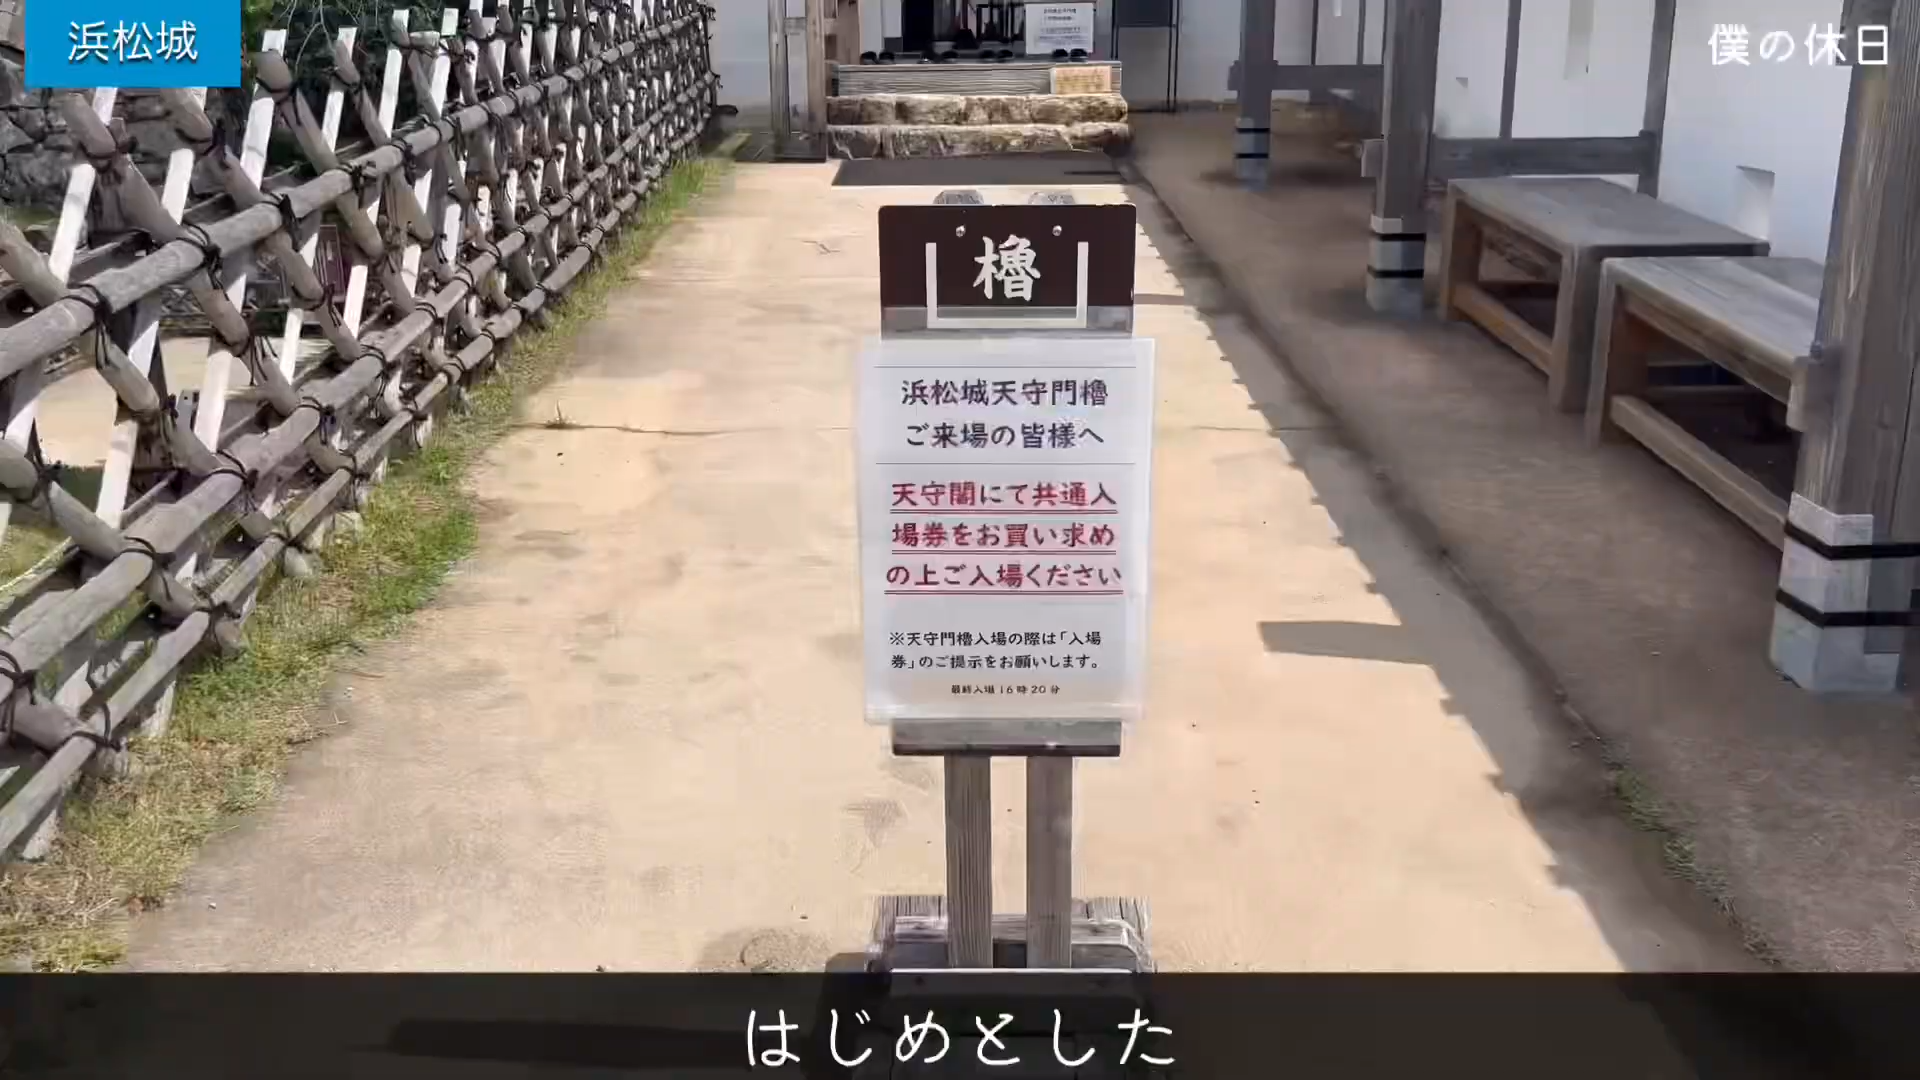 浜松城
僕の休日
櫓
浜松城天守門櫓
ご来場の皆様へ
天守閣にて共通入
場券をお買い求め
の上ご入場ください
※天守門櫓入場の際は「入場
券」のご提示をお願いします。
最終入場16時20分
はじめとした